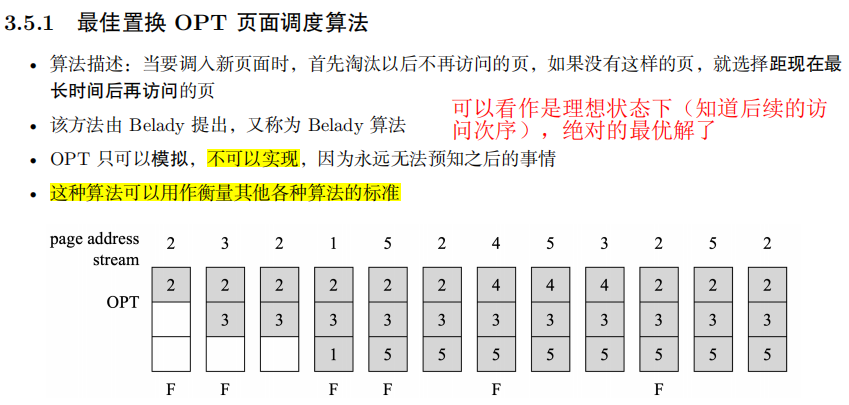 3.5.1 最佳置换 OPT 页面调度算法
• 算法描述：当要调入新页面时，首先淘汰以后不再访问的页，如果没有这样的页，就选择距现在最
长时间后再访问的页
• 该方法由 Belady 提出，又称为 Belady 算法
可以看作是理想状态下（知道后续的访
问次序），绝对的最优解了
• OPT 只可以模拟，不可以实现，因为永远无法预知之后的事情
• 这种算法可以用作衡量其他各种算法的标准
page address 2 3 2 1 5 2 4 5 3 2 5 2
stream
2 2 2 2 2 2 4 4 4 2 2 2
OPT
3 3 3 3 3 3 3 3 3 3 3
1 5 5 5 5 5 5 5 5
F F F F F F